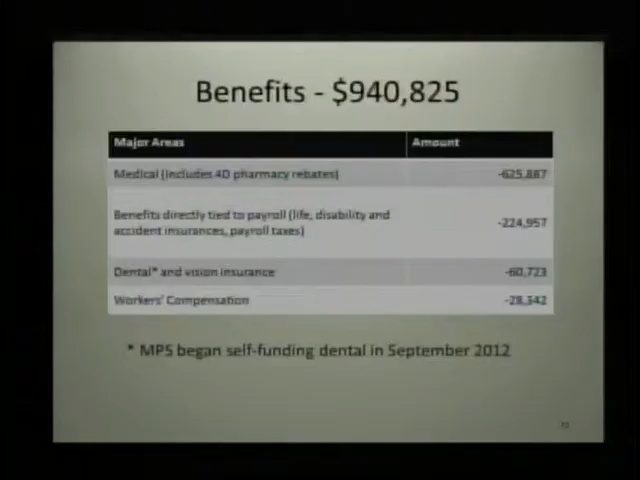 Benefits - $940,825
Major Areas Amount
Medical (includes 4D pharmacy rebates)
Benefits directly tied to payroll (life, disability and -224,957
accident insurances, payroll taxes)
Dental* and vision insurance -60,723
Workers' Compensation -28,342
* MPS began self-funding dental in September 2012